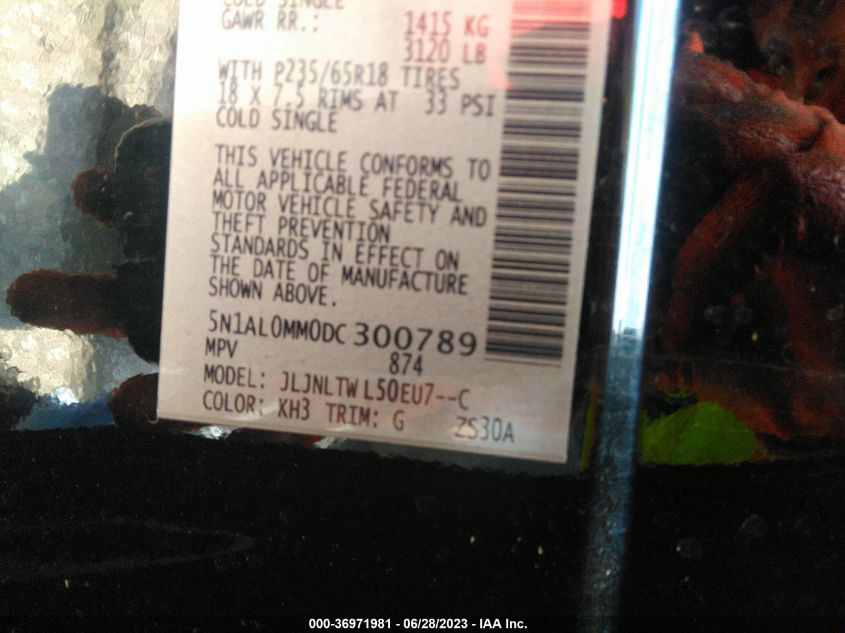 COLD SINGLE
GAWR RR.: 1415 KG
3120 LB
WITH P235/65R18 TIRES
18 X 7.5 RIMS AT 33 PSI
COLD SINGLE
THIS VEHICLE CONFORMS TO
ALL APPLICABLE FEDERAL
MOTOR VEHICLE SAFETY AND
THEFT PREVENTION
STANDARDS IN EFFECT ON
THE DATE OF MANUFACTURE
SHOWN ABOVE.
5N1AL0MM0DC300789
MPV 874
MODEL: JLJNLTWL50EU7--C
COLOR: KH3 TRIM: G ZS30A
000-36971981 - 06/28/2023 - IAA Inc.